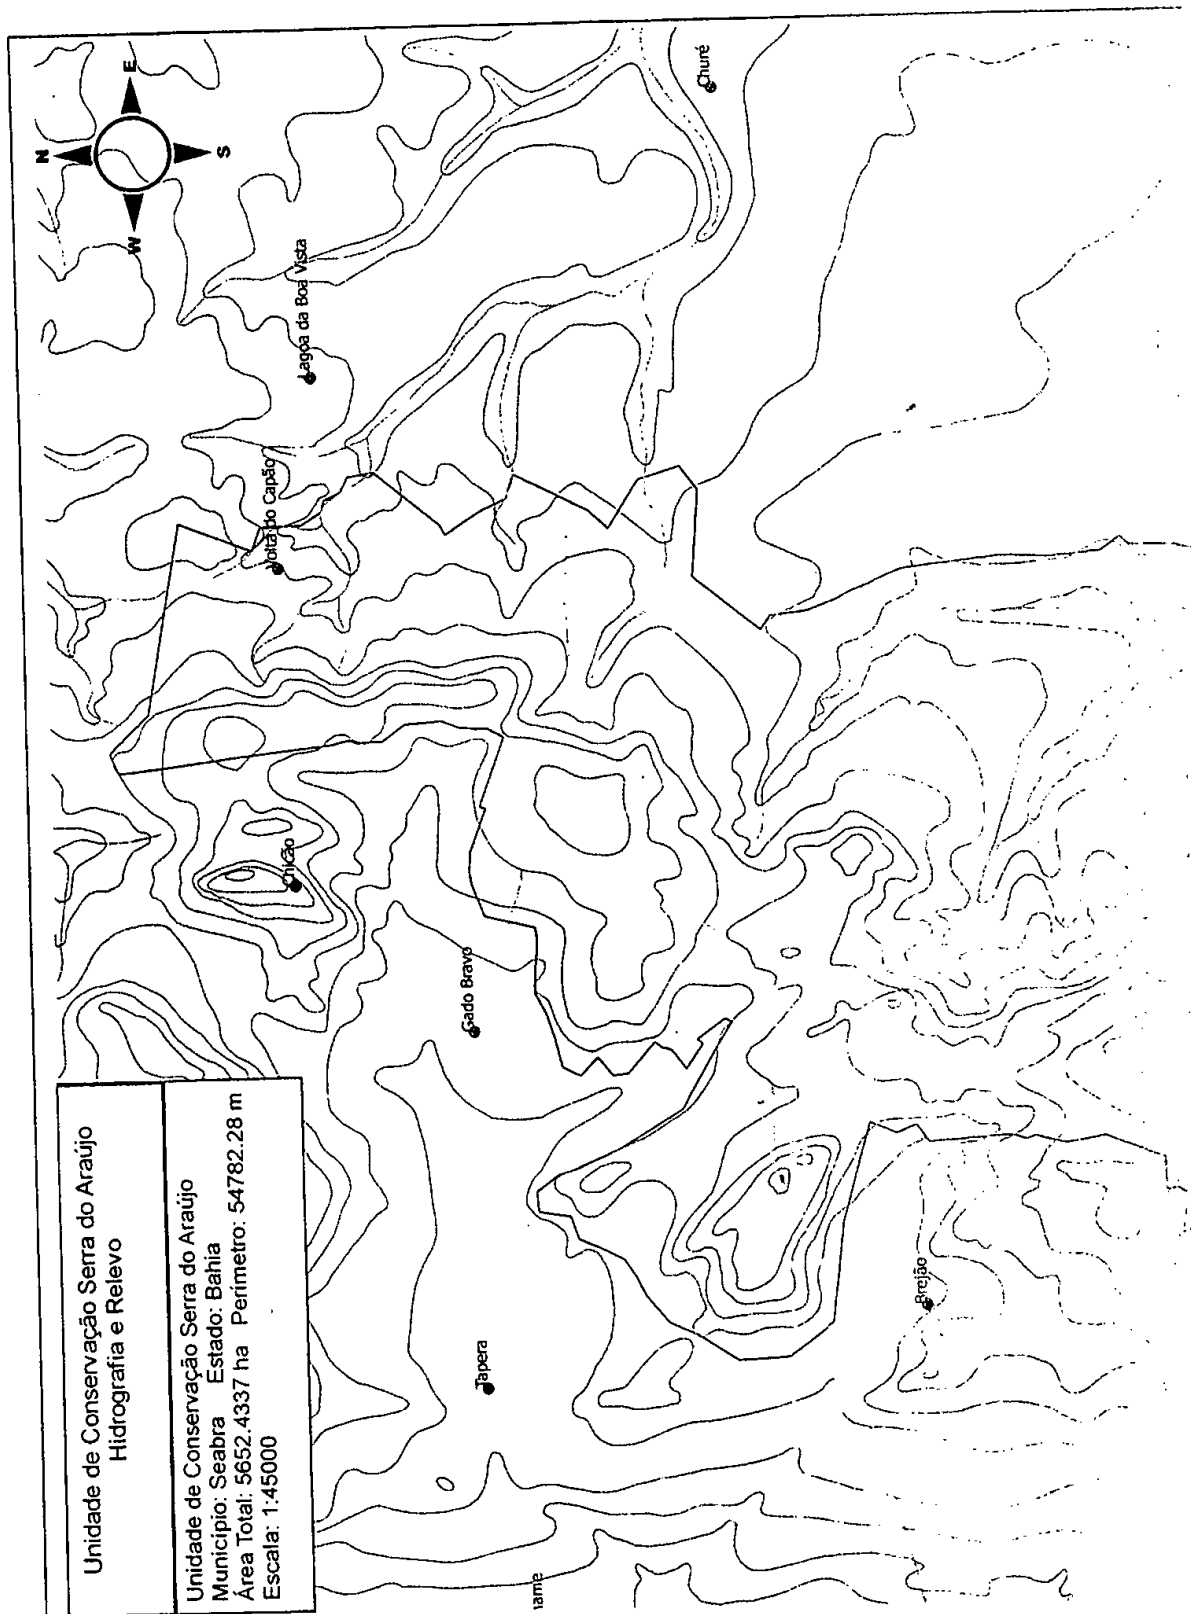 Unidade de Conservação Serra do Araújo
Hidrografia e Relevo
Unidade de Conservação Serra do Araújo
Município: Seabra Estado: Bahia
Área Total: 5652.4337 ha Perímetro: 54782.28 m
Escala: 1:45000
N
E
S
W
Churé
Lagoa da Boa Vista
Volta do Capão
Chicão
Gado Bravo
Tapera
Brejão